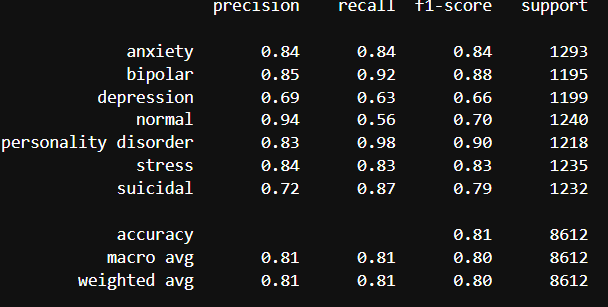 precision recall f1-score support
anxiety 0.84 0.84 0.84 1293
bipolar 0.85 0.92 0.88 1195
depression 0.69 0.63 0.66 1199
normal 0.94 0.56 0.70 1240
personality disorder 0.83 0.98 0.90 1218
stress 0.84 0.83 0.83 1235
suicidal 0.72 0.87 0.79 1232
accuracy 0.81 8612
macro avg 0.81 0.81 0.80 8612
weighted avg 0.81 0.81 0.80 8612